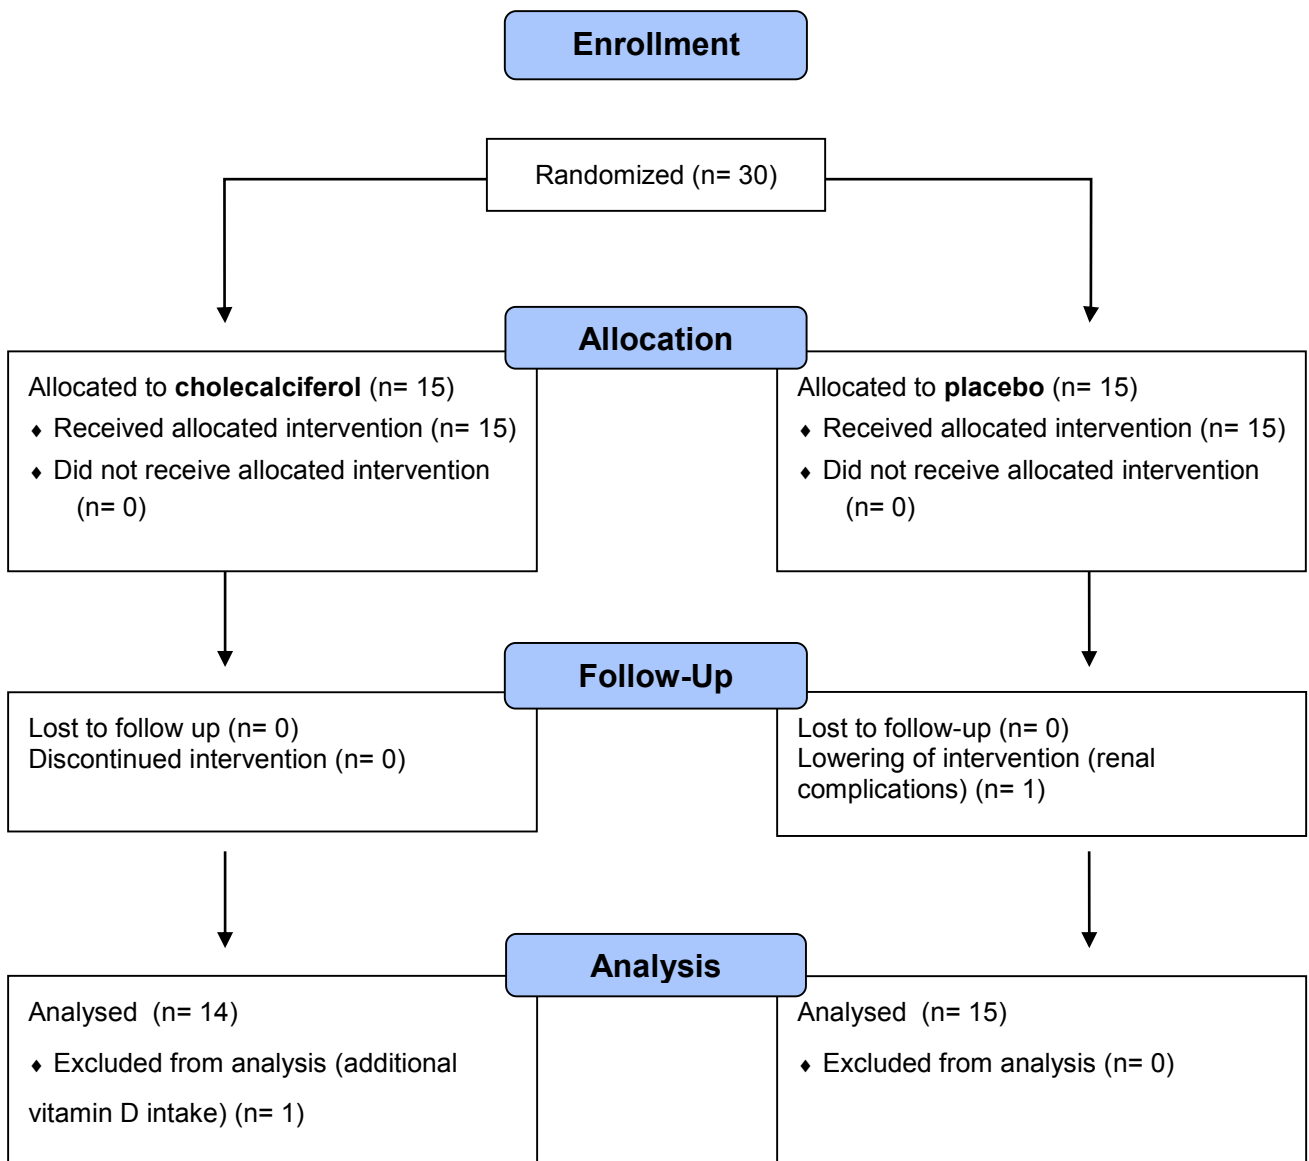 Enrollment
Randomized (n= 30)
Allocation
Allocated to cholecalciferol (n= 15)
♦ Received allocated intervention (n= 15)
♦ Did not receive allocated intervention
(n= 0)
Allocated to placebo (n= 15)
♦ Received allocated intervention (n= 15)
♦ Did not receive allocated intervention
(n= 0)
Follow-Up
Lost to follow up (n= 0)
Discontinued intervention (n= 0)
Lost to follow-up (n= 0)
Lowering of intervention (renal
complications) (n= 1)
Analysis
Analysed (n= 14)
♦ Excluded from analysis (additional
vitamin D intake) (n= 1)
Analysed (n= 15)
♦ Excluded from analysis (n= 0)